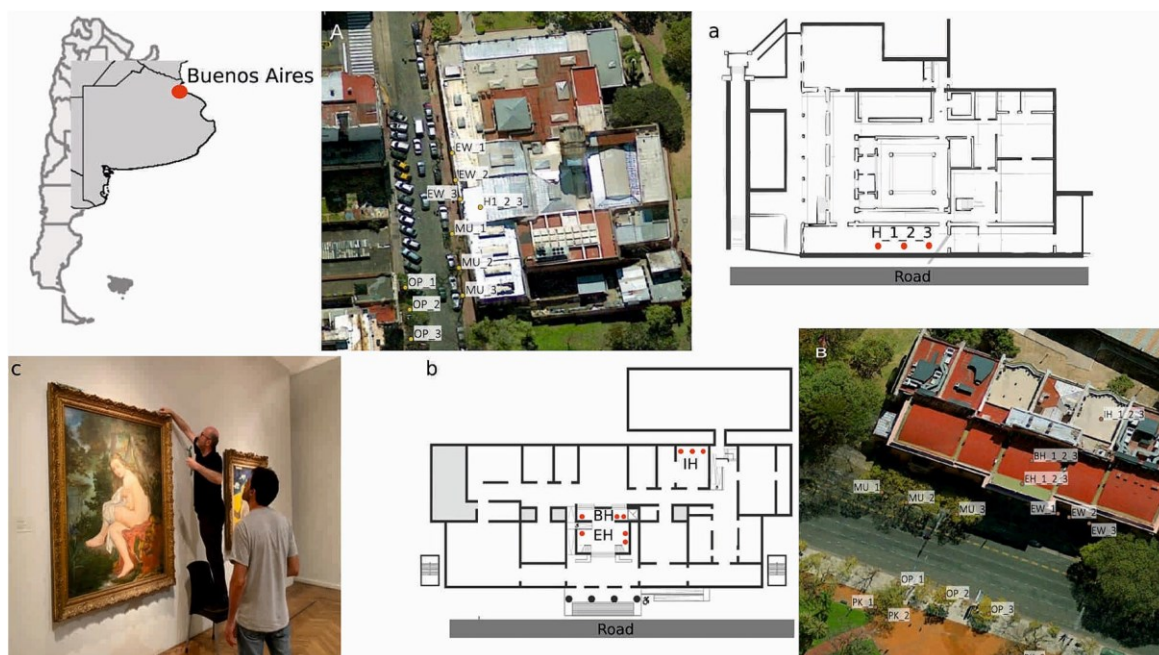 Buenos Aires
A
EW_1
EW_2
EW_3
H1_2_3
MU_1
MU_2
MU_3
OP_1
OP_2
OP_3
a
H_1_2_3
Road
c
b
IH
BH
EH
Road
B
IH_1_2_3
BH_1_2_3
EH_1_2_3
MU_1
MU_2
MU_3
EW_1
EW_2
EW_3
OP_1
OP_2
OP_3
PK_1
PK_2